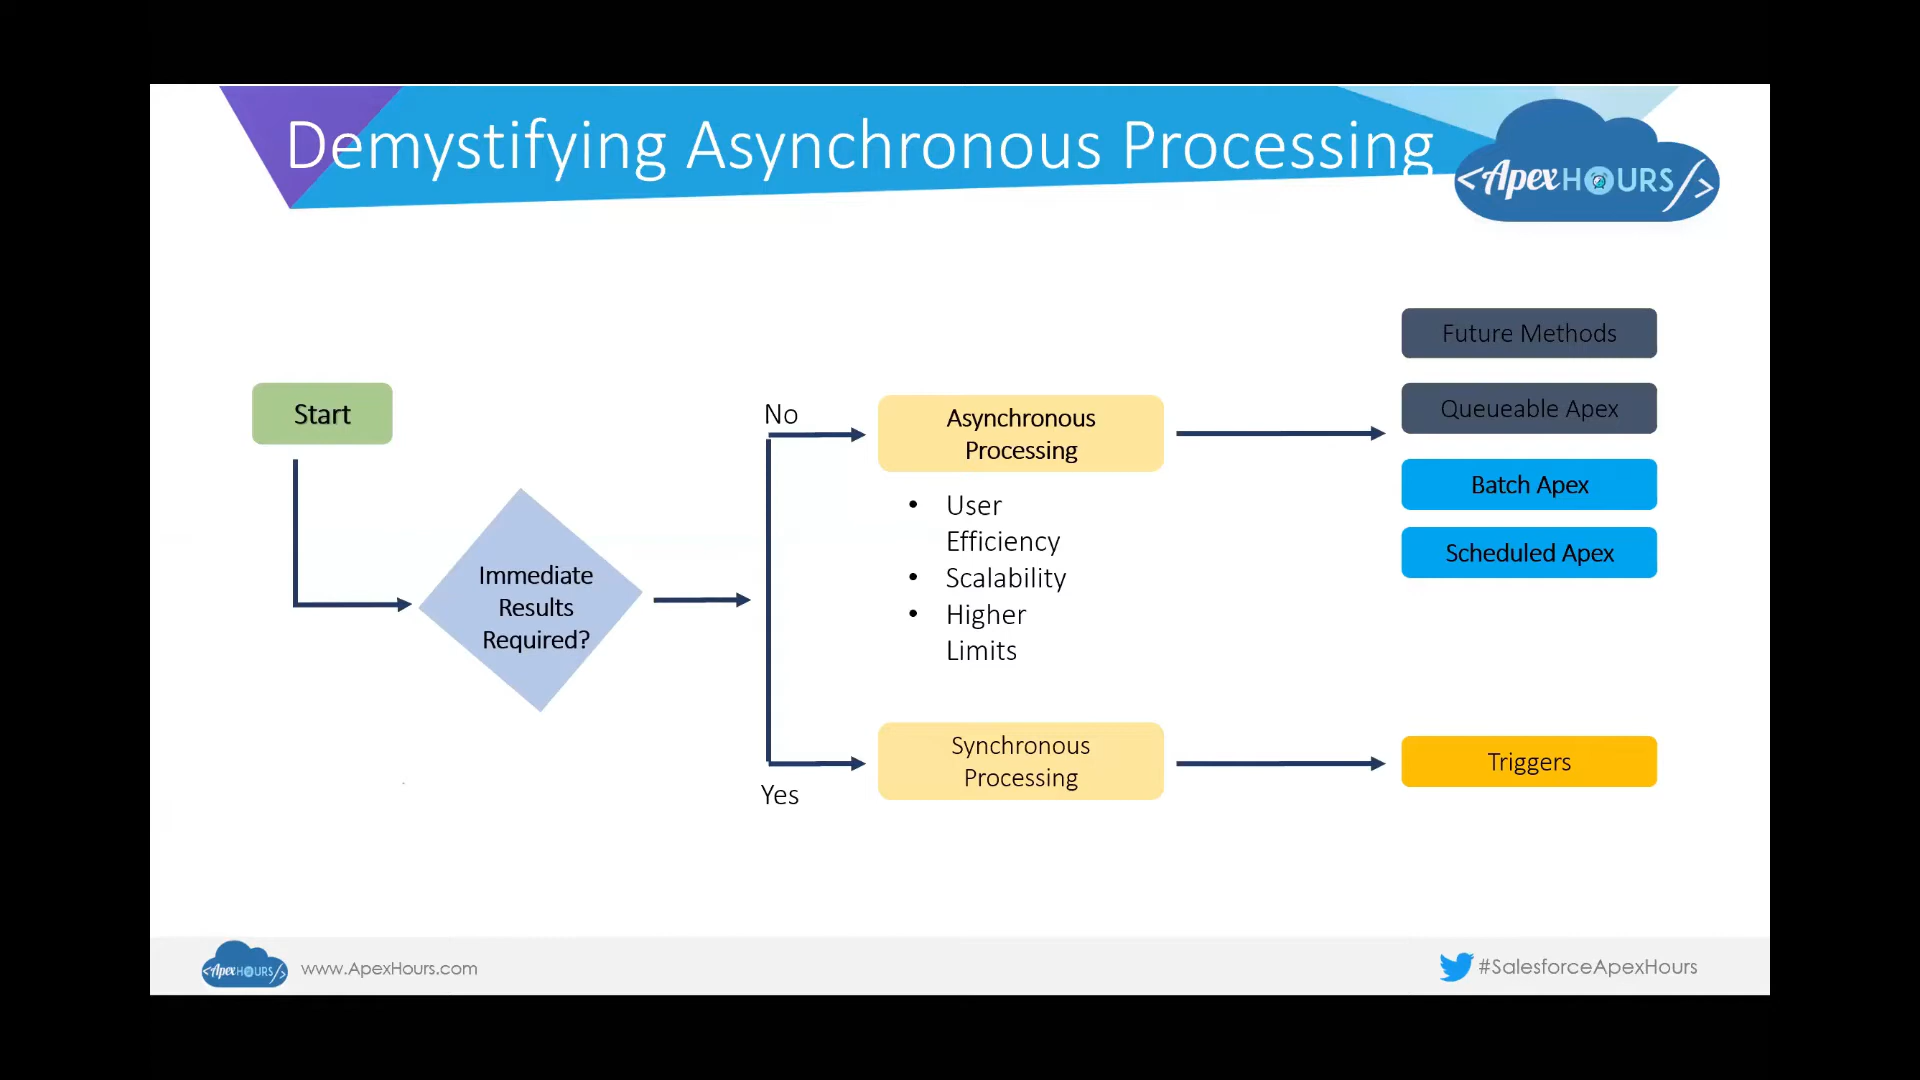 Demystifying Asynchronous Processing
<ApexHOURS/>
Start
Immediate
Results
Required?
No
Yes
Asynchronous
Processing
• User
Efficiency
• Scalability
• Higher
Limits
Synchronous
Processing
Future Methods
Queueable Apex
Batch Apex
Scheduled Apex
Triggers
<ApexHOURS/>
www.ApexHours.com
#SalesforceApexHours